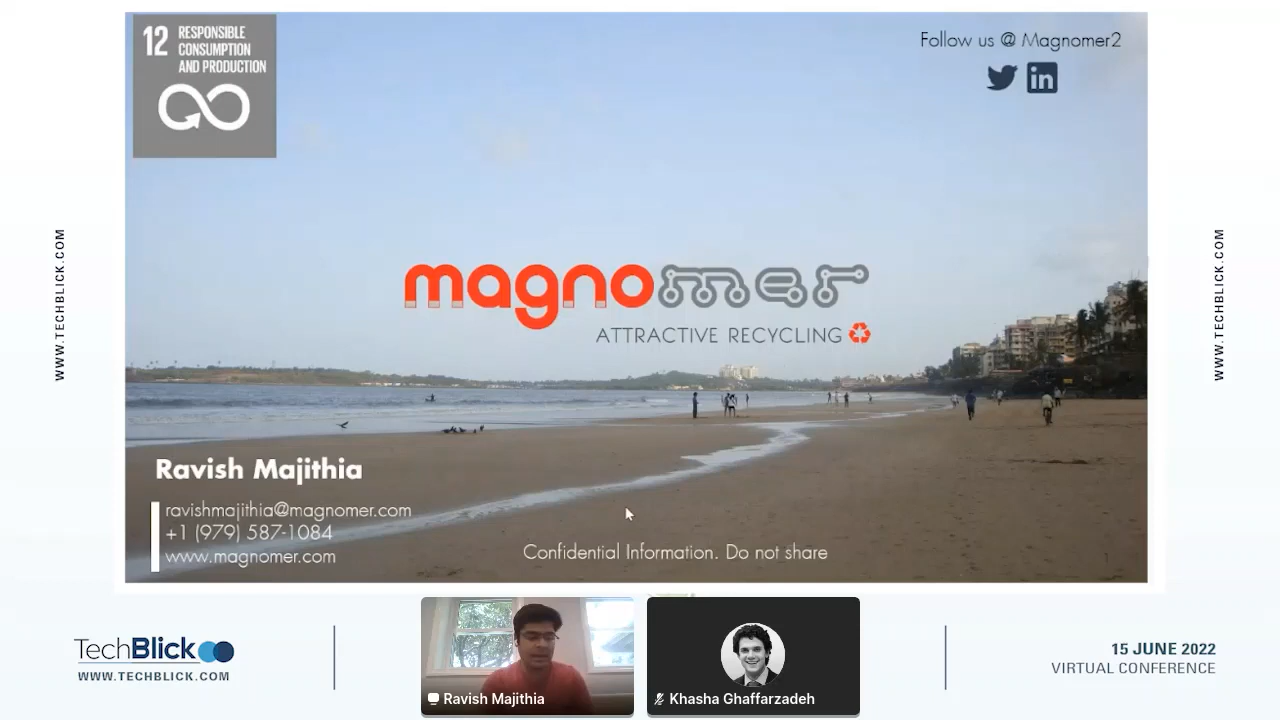 12 RESPONSIBLE
CONSUMPTION
AND PRODUCTION
Follow us @ Magnomer2
in
WWW.TECHBLICK.COM
WWW.TECHBLICK.COM
magnomer
ATTRACTIVE RECYCLING
Ravish Majithia
ravishmajithia@magnomer.com
+1 (979) 587-1084
www.magnomer.com
Confidential Information. Do not share
TechBlick
WWW.TECHBLICK.COM
Ravish Majithia
Khasha Ghaffarzadeh
15 JUNE 2022
VIRTUAL CONFERENCE